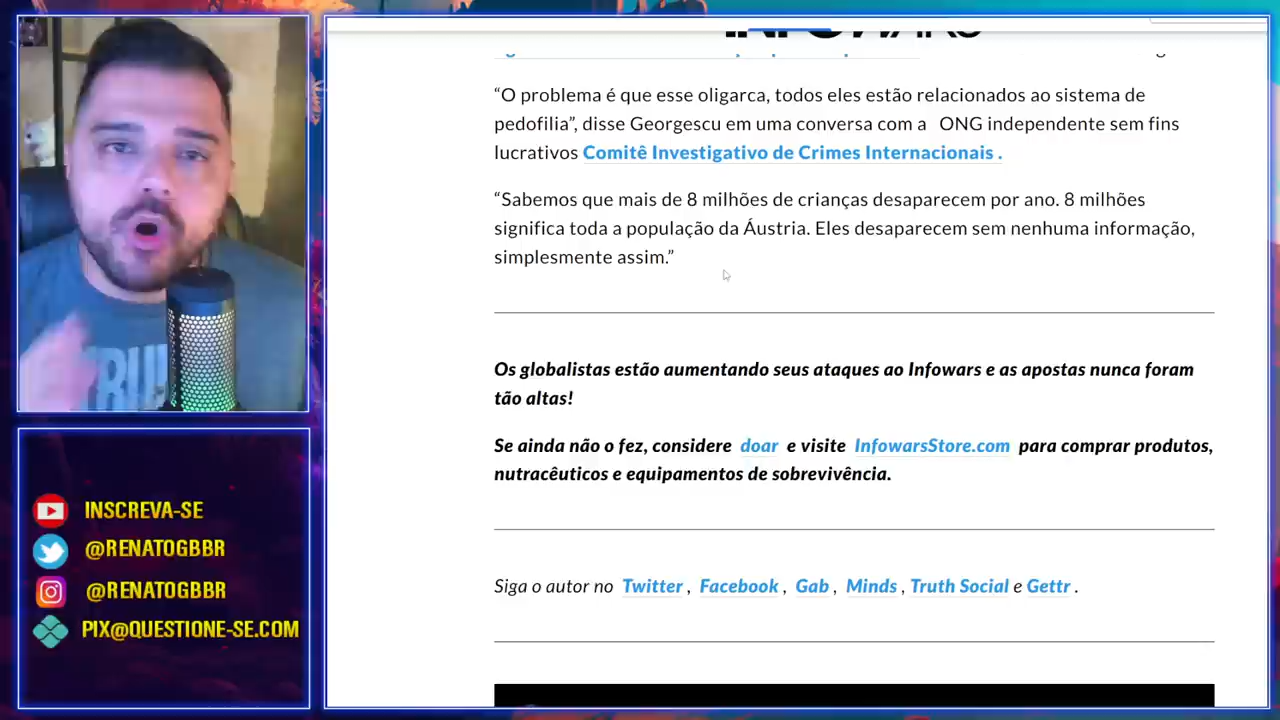 INFOWARS
“O problema é que esse oligarca, todos eles estão relacionados ao sistema de
pedofilia”, disse Georgescu em uma conversa com a ONG independente sem fins
lucrativos Comitê Investigativo de Crimes Internacionais .
“Sabemos que mais de 8 milhões de crianças desaparecem por ano. 8 milhões
significa toda a população da Áustria. Eles desaparecem sem nenhuma informação,
simplesmente assim.”
Os globalistas estão aumentando seus ataques ao Infowars e as apostas nunca foram
tão altas!
Se ainda não o fez, considere doar e visite InfowarsStore.com para comprar produtos,
nutracêuticos e equipamentos de sobrevivência.
Siga o autor no Twitter , Facebook , Gab , Minds , Truth Social e Gettr .
INSCREVA-SE
@RENATOGBBR
@RENATOGBBR
PIX@QUESTIONE-SE.COM